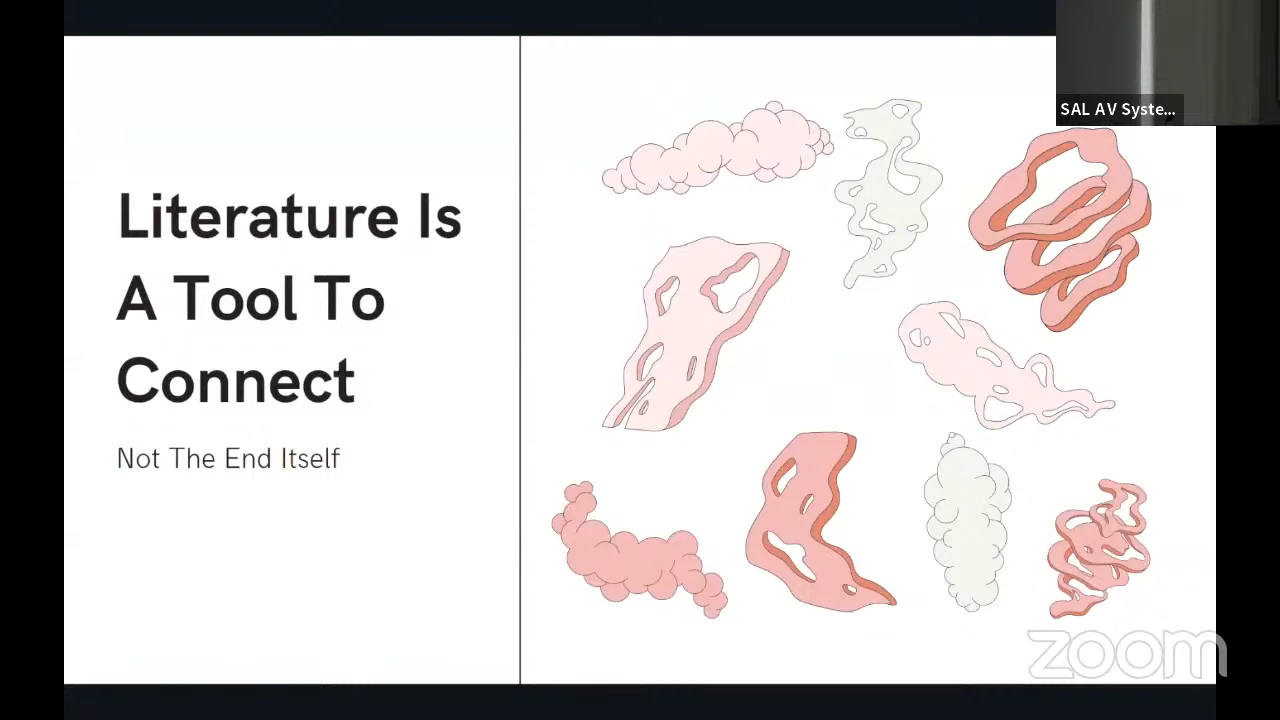 SAL AV Syste...
Literature Is
A Tool To
Connect
Not The End Itself
zoom